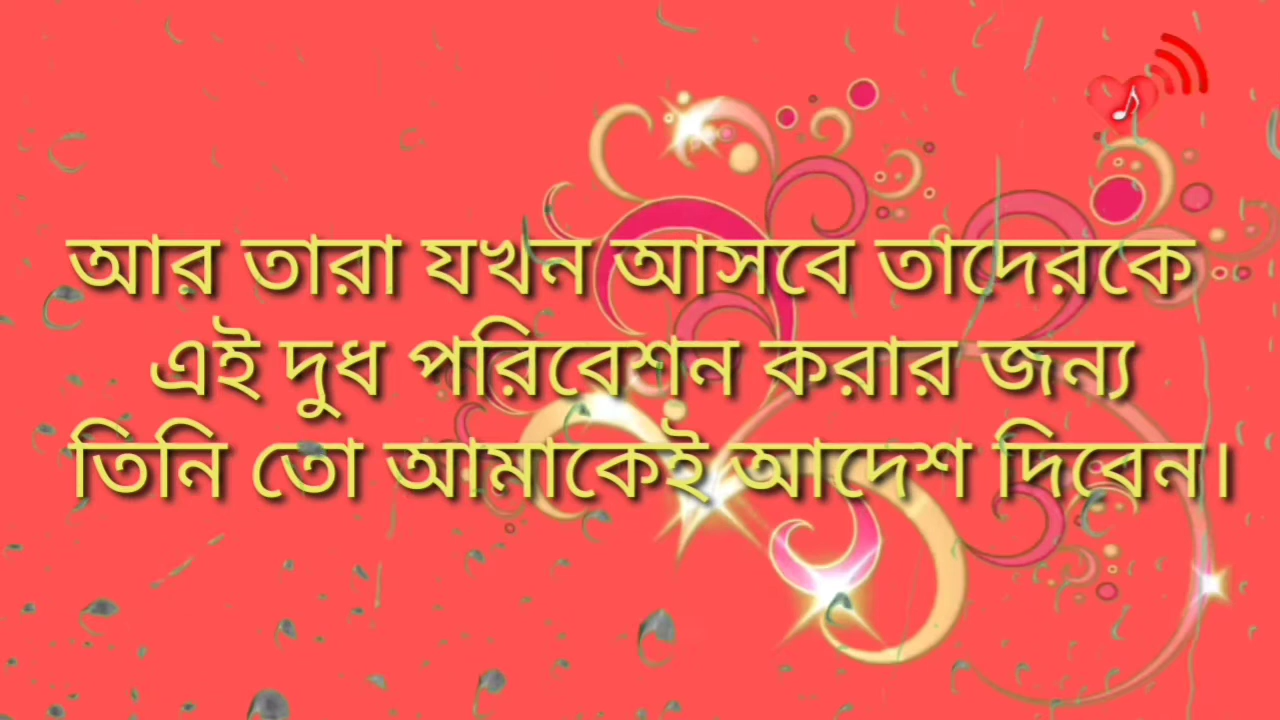 আর তারা যখন আসবে তাদেরকে
এই দুধ পরিবেশন করার জন্য
তিনি তো আমাকেই আদেশ দিবেন।